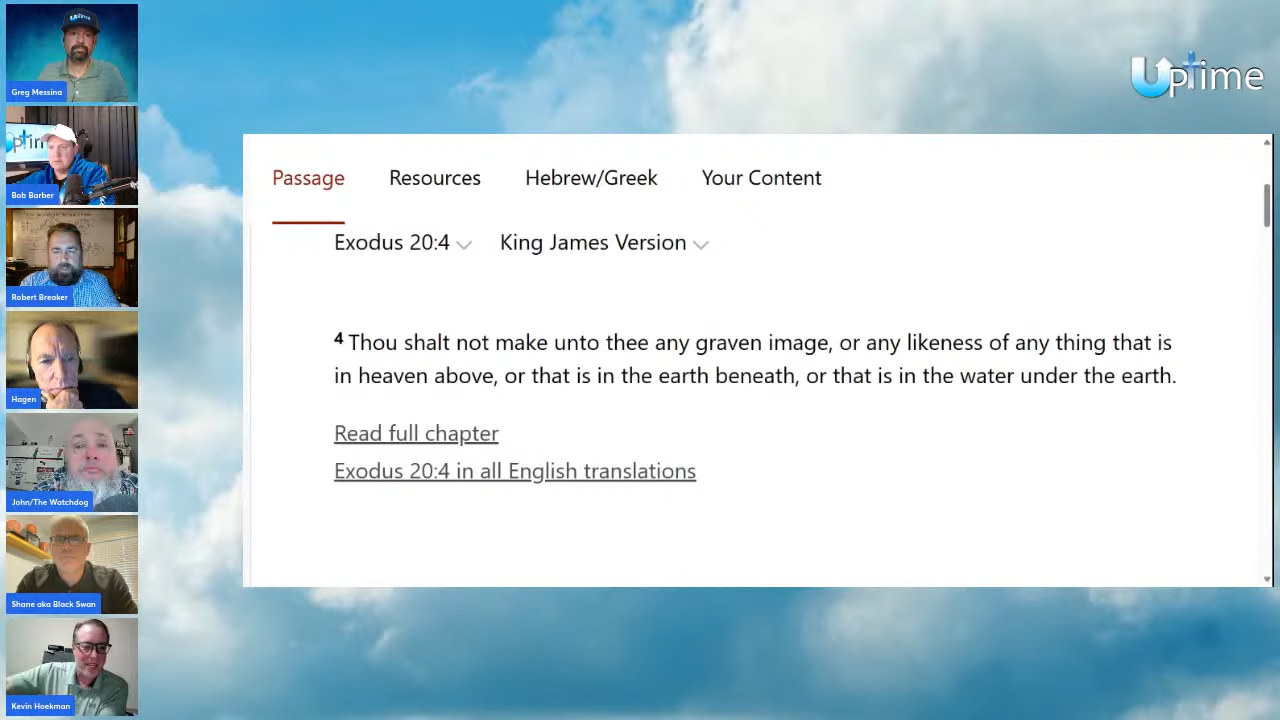 Uptime
Greg Messina
Bob Barber
Robert Breaker
Hagen
John/The Watchdog
Shane aka Black Swan
Kevin Hoekman
Passage Resources Hebrew/Greek Your Content
Exodus 20:4 King James Version
4 Thou shalt not make unto thee any graven image, or any likeness of any thing that is
in heaven above, or that is in the earth beneath, or that is in the water under the earth.
Read full chapter
Exodus 20:4 in all English translations